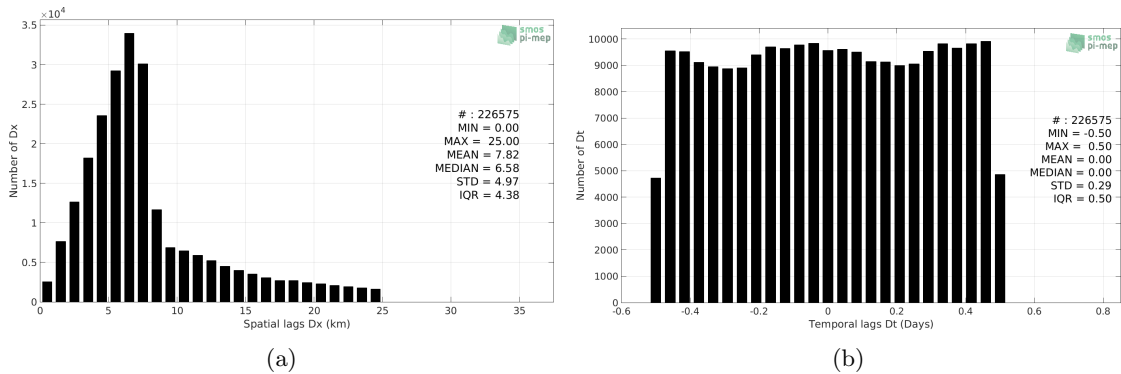 ×10⁴
3.5
3
2.5
2
1.5
1
0.5
0
0 5 10 15 20 25 30 35
Number of Dx
Spatial lags Dx (km)
smos
pi-mep
# : 226575
MIN = 0.00
MAX = 25.00
MEAN = 7.82
MEDIAN = 6.58
STD = 4.97
IQR = 4.38
(a)
10000
9000
8000
7000
6000
5000
4000
3000
2000
1000
0
-0.6 -0.4 -0.2 0 0.2 0.4 0.6 0.8
Number of Dt
Temporal lags Dt (Days)
smos
pi-mep
# : 226575
MIN = -0.50
MAX = 0.50
MEAN = 0.00
MEDIAN = 0.00
STD = 0.29
IQR = 0.50
(b)